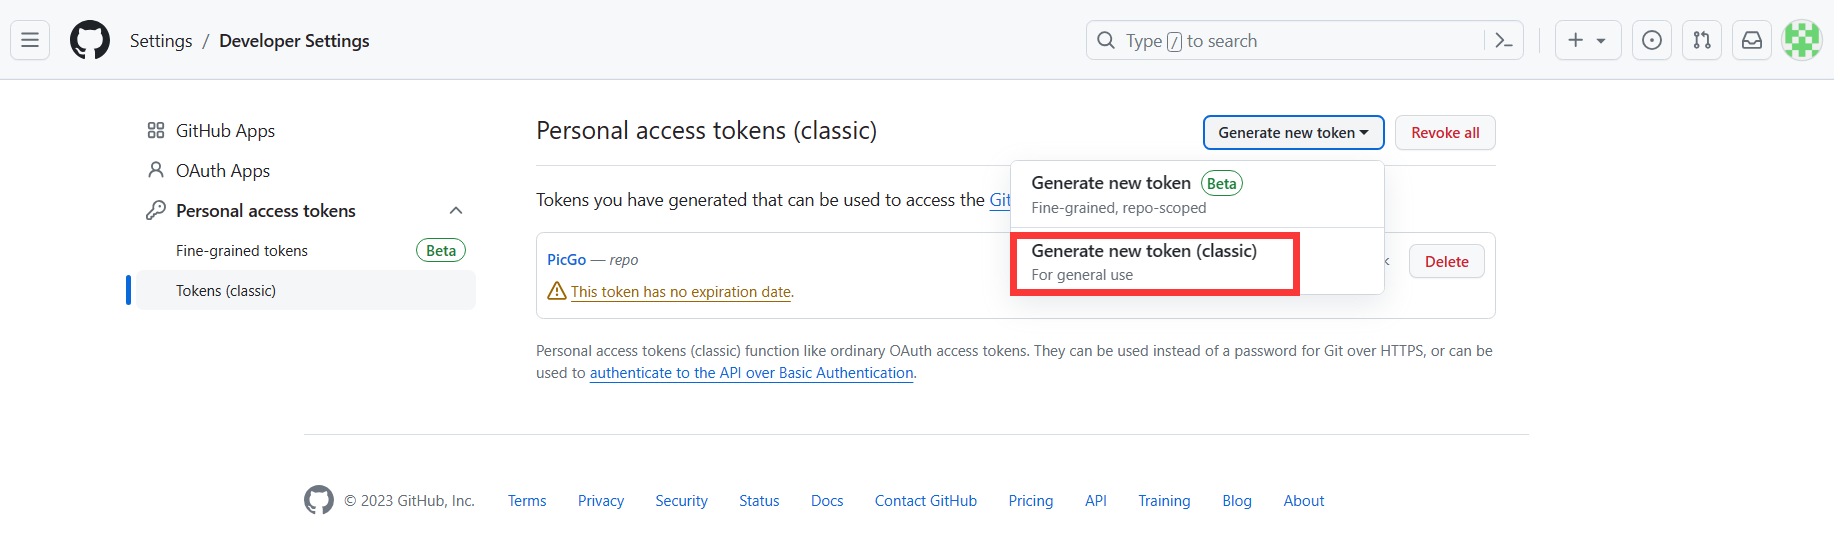 Settings / Developer Settings
Type / to search
GitHub Apps
OAuth Apps
Personal access tokens
Fine-grained tokens Beta
Tokens (classic)
Personal access tokens (classic)
Generate new token
Revoke all
Generate new token Beta
Fine-grained, repo-scoped
Generate new token (classic)
For general use
Tokens you have generated that can be used to access the Git
PicGo — repo
Delete
This token has no expiration date.
Personal access tokens (classic) function like ordinary OAuth access tokens. They can be used instead of a password for Git over HTTPS, or can be
used to authenticate to the API over Basic Authentication.
© 2023 GitHub, Inc. Terms Privacy Security Status Docs Contact GitHub Pricing API Training Blog About